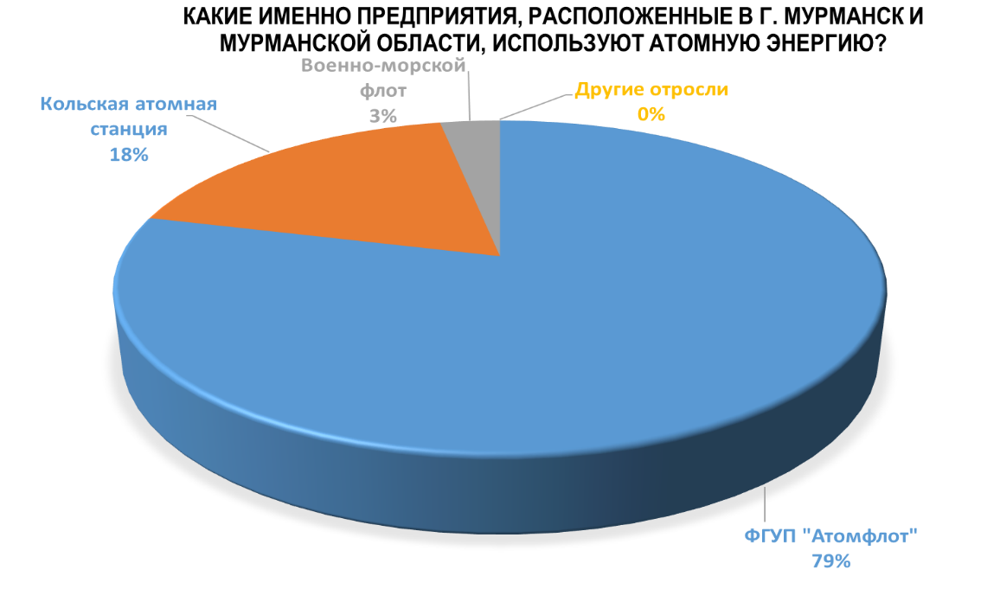 КАКИЕ ИМЕННО ПРЕДПРИЯТИЯ, РАСПОЛОЖЕННЫЕ В Г. МУРМАНСК И
МУРМАНСКОЙ ОБЛАСТИ, ИСПОЛЬЗУЮТ АТОМНУЮ ЭНЕРГИЮ?
Военно-морской
флот
3%
Другие отросли
0%
Кольская атомная
станция
18%
ФГУП "Атомфлот"
79%